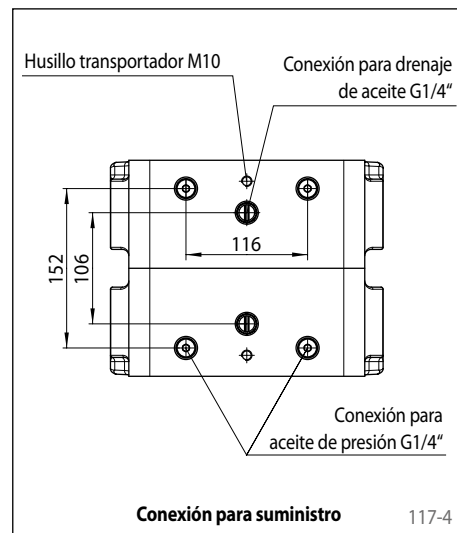 Husillo transportador M10
Conexión para drenaje
de aceite G1/4“
116
152
106
Conexión para
aceite de presión G1/4“
Conexión para suministro
117-4